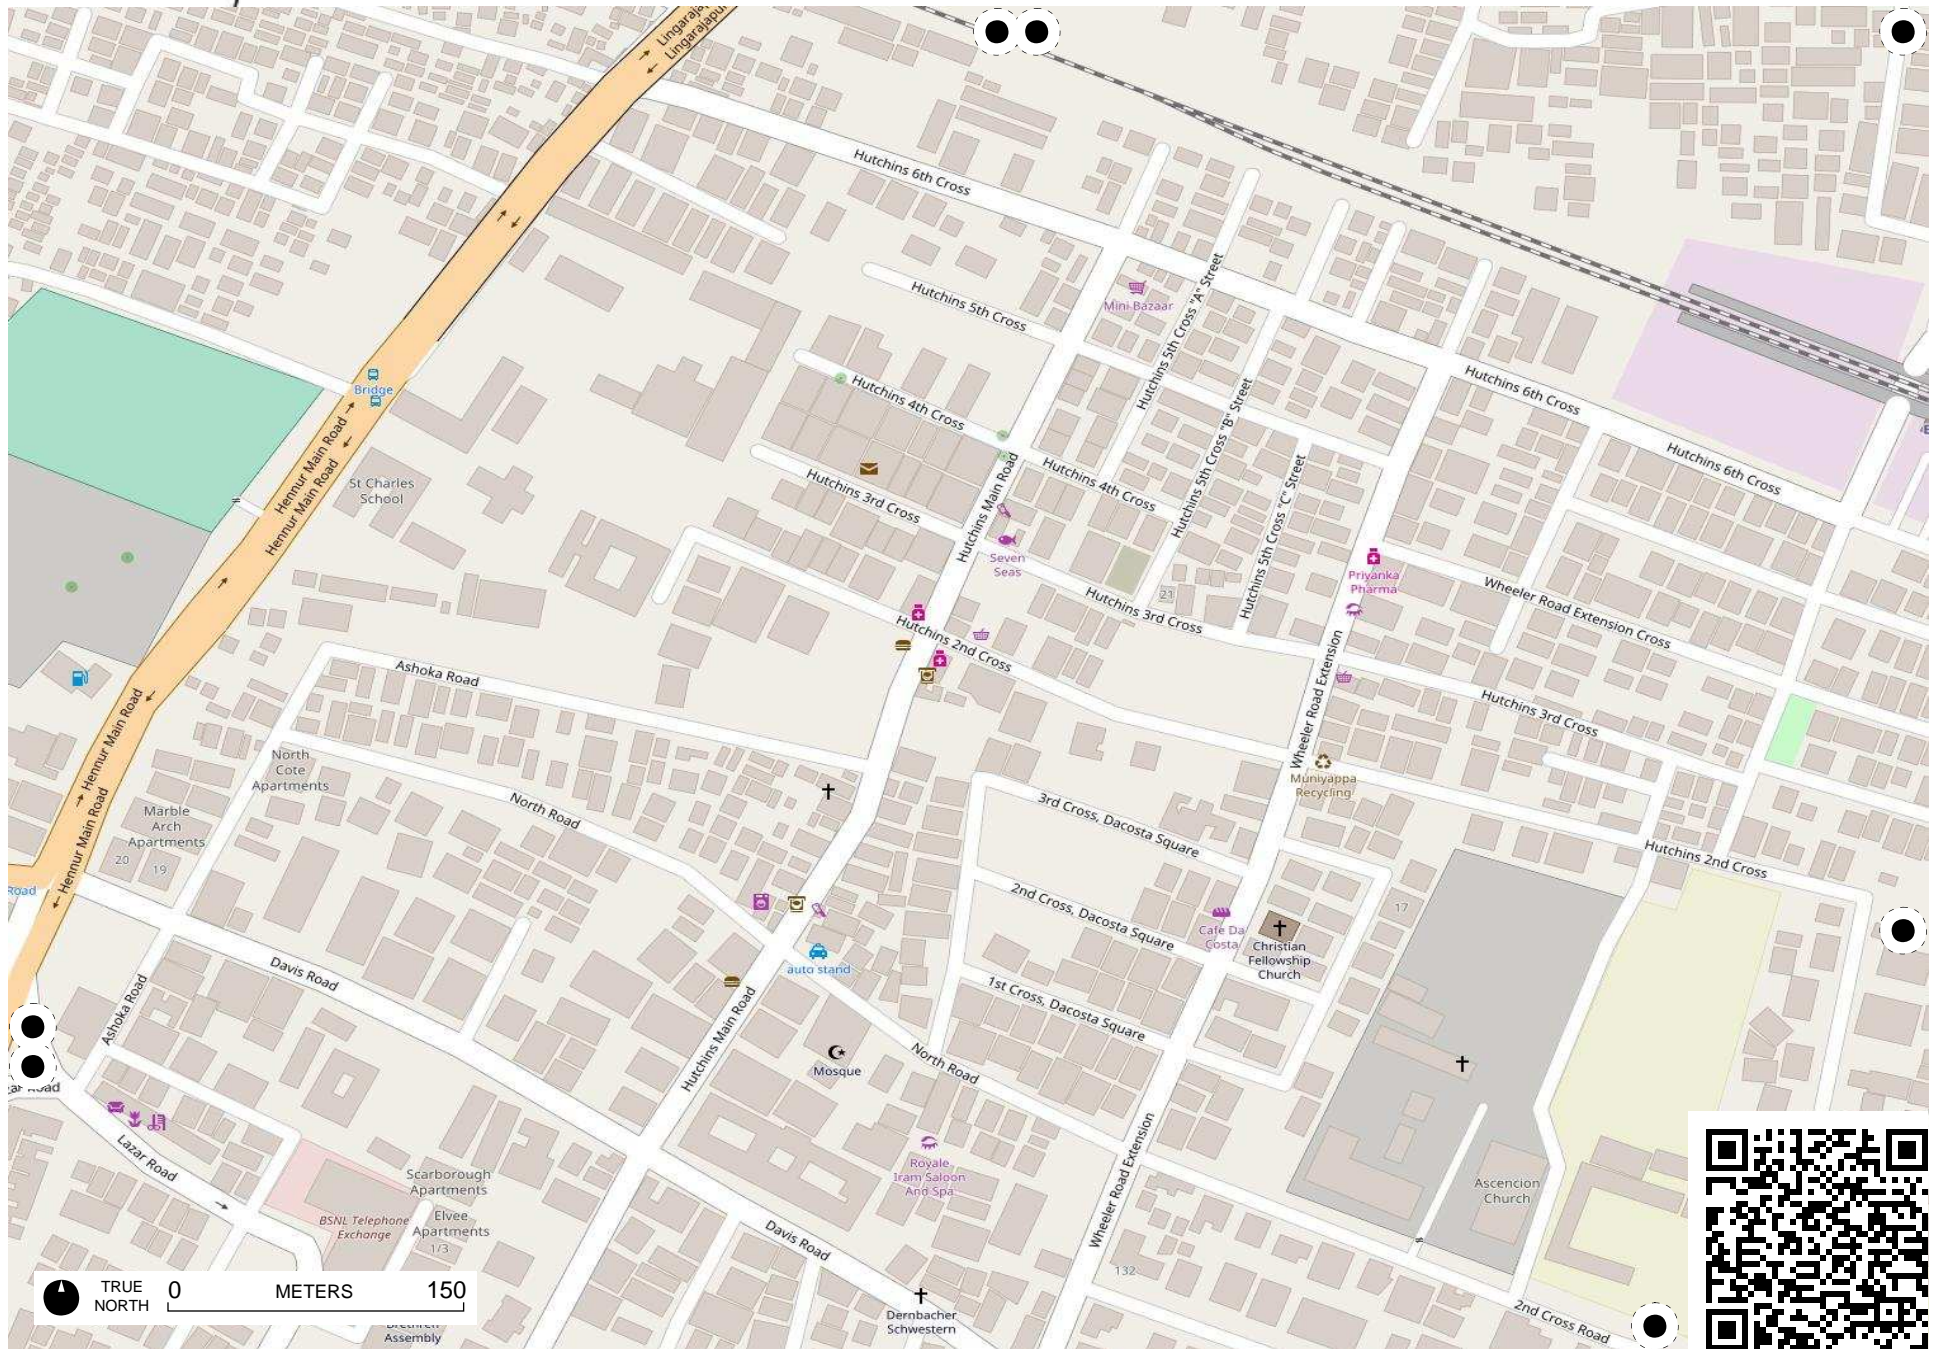 Hutchins 6th Cross
Mini Bazaar
Hutchins 5th Cross "A" Street
Hutchins 5th Cross
Bridge
Hutchins 6th Cross
Hutchins 4th Cross
Hutchins 5th Cross "B" Street
Hennur Main Road
Hennur Main Road
Hutchins 6th Cross
St Charles
School
Hutchins 3rd Cross
Hutchins Main Road
Hutchins 4th Cross
Hutchins 5th Cross "C" Street
Seven
Seas
Priyanka
Pharma
21
Hutchins 3rd Cross
Wheeler Road Extension Cross
Hutchins 2nd Cross
Ashoka Road
Wheeler Road Extension
Hutchins 3rd Cross
Hennur Main Road
North
Cote
Apartments
Muniyappa
Recycling
Marble
Arch
Apartments
North Road
3rd Cross, Dacosta Square
Hennur Main Road
20
19
Hutchins 2nd Cross
Road
2nd Cross, Dacosta Square
17
Cafe Da
Costa
Christian
Fellowship
Church
auto stand
Davis Road
Ashoka Road
1st Cross, Dacosta Square
Hutchins Main Road
Mosque
North Road
Road
Lazar Road
Scarborough
Apartments
Royale
Iram Saloon
And Spa
Wheeler Road Extension
Ascencion
Church
BSNL Telephone
Exchange
Elvee
Apartments
1/3
Davis Road
132
TRUE
NORTH
0 METERS 150
Dernbacher
Schwestern
2nd Cross Road
Assembly